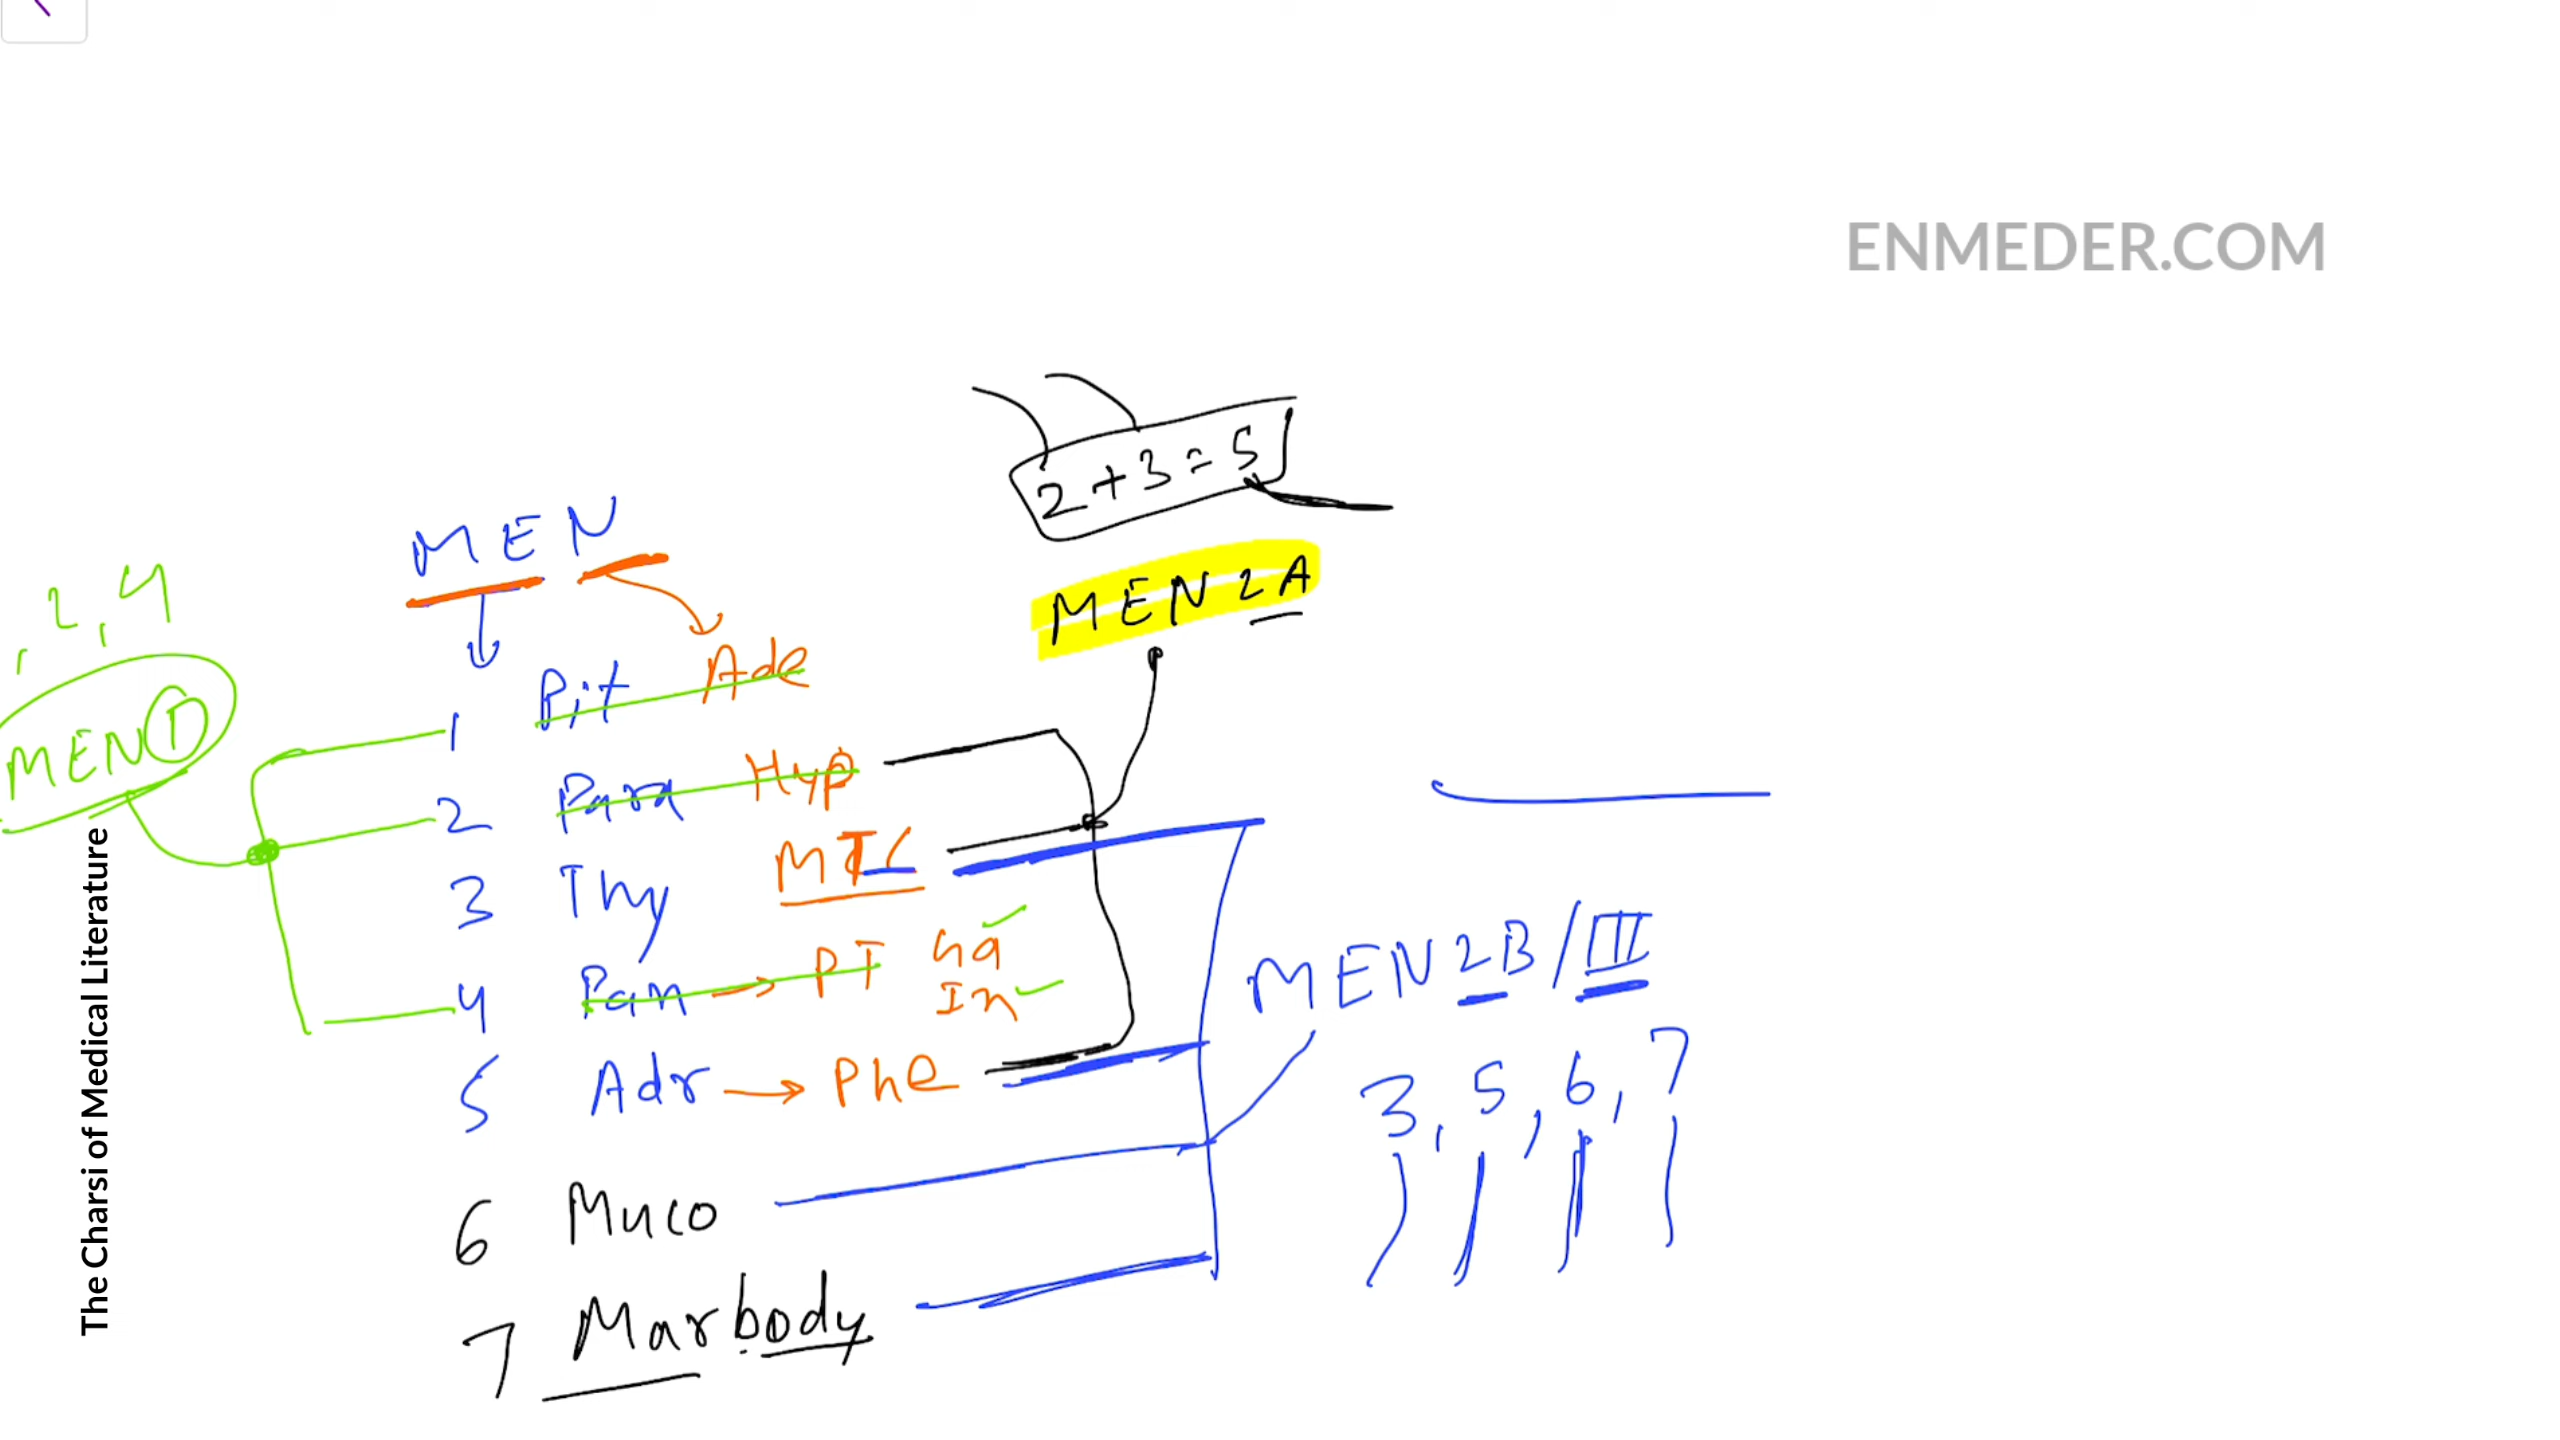 ENMEDER.COM
2 + 3 = 5
MEN
MEN 2A
, 2, 4
MEN 1
1 Pit Ade
2 Para Hyp
3 Thy MTC
4 Pan → PT Ga
In
5 Adr → Phe
6 Muco
7 Marbody
MEN 2B / III
3, 5, 6, 7
The Charsi of Medical Literature